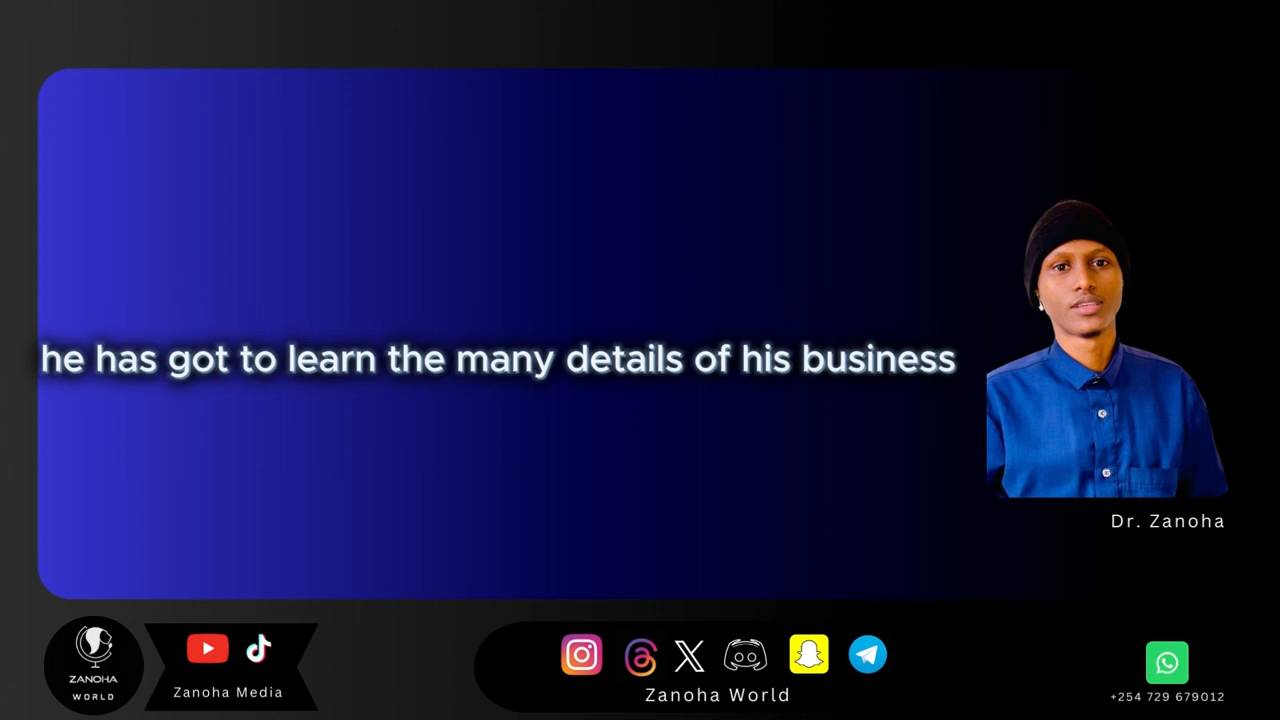 he has got to learn the many details of his business
Dr. Zanoha
ZANOHA
WORLD
Zanoha Media
Zanoha World
+254 729 679012